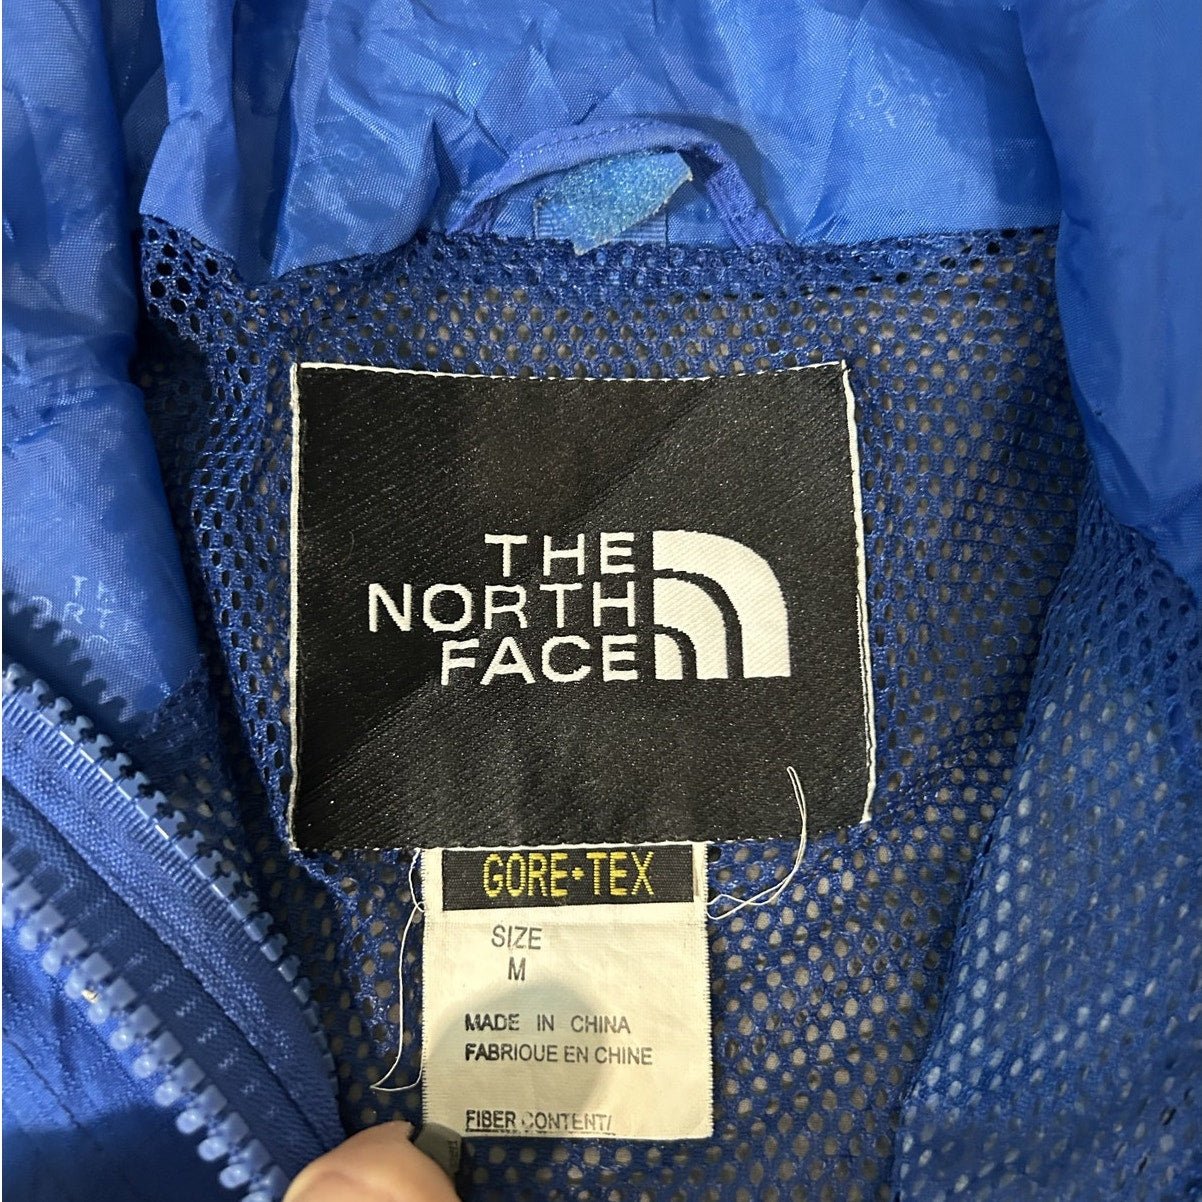 THE
NORTH
FACE
GORE-TEX
SIZE
M
MADE IN CHINA
FABRIQUE EN CHINE
FIBER CONTENT/